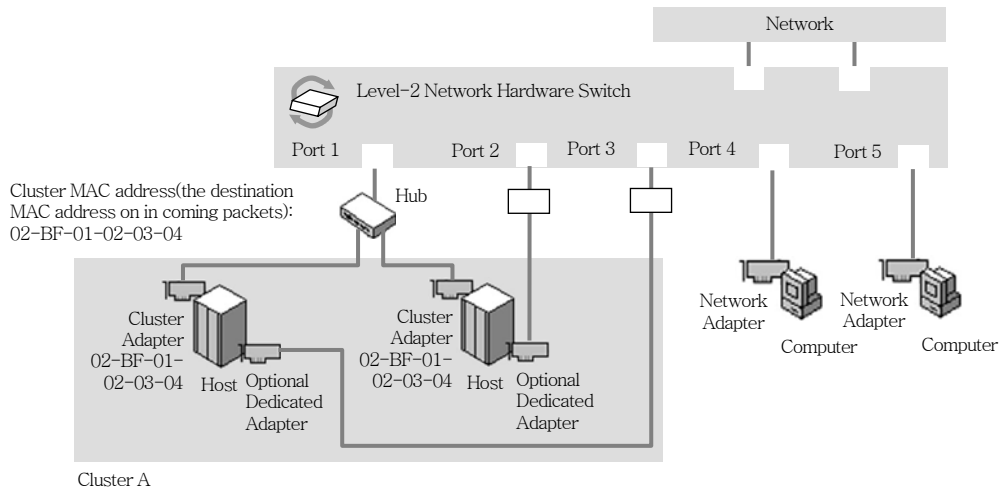 Network
Level-2 Network Hardware Switch
Port 1
Port 2
Port 3
Port 4
Port 5
Cluster MAC address(the destination
MAC address on in coming packets):
02-BF-01-02-03-04
Hub
Cluster
Adapter
02-BF-01-
02-03-04
Host
Optional
Dedicated
Adapter
Cluster
Adapter
02-BF-01-
02-03-04
Host
Optional
Dedicated
Adapter
Network
Adapter
Computer
Network
Adapter
Computer
Cluster A